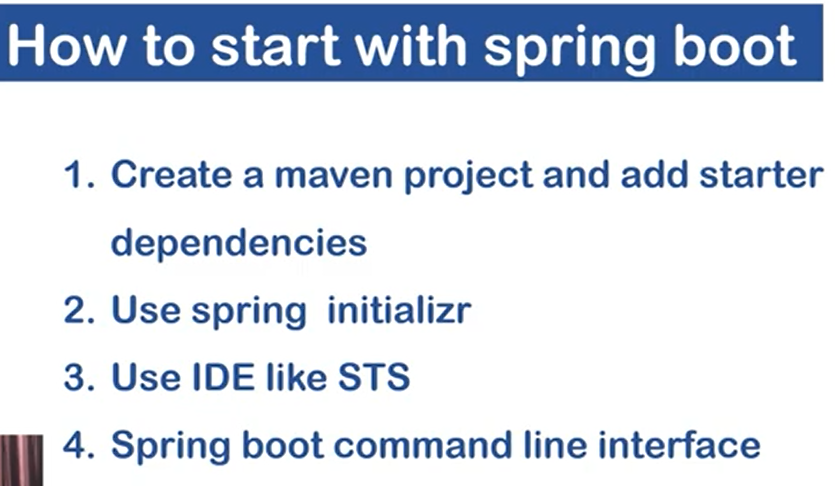 How to start with spring boot
1. Create a maven project and add starter
dependencies
2. Use spring initializr
3. Use IDE like STS
4. Spring boot command line interface